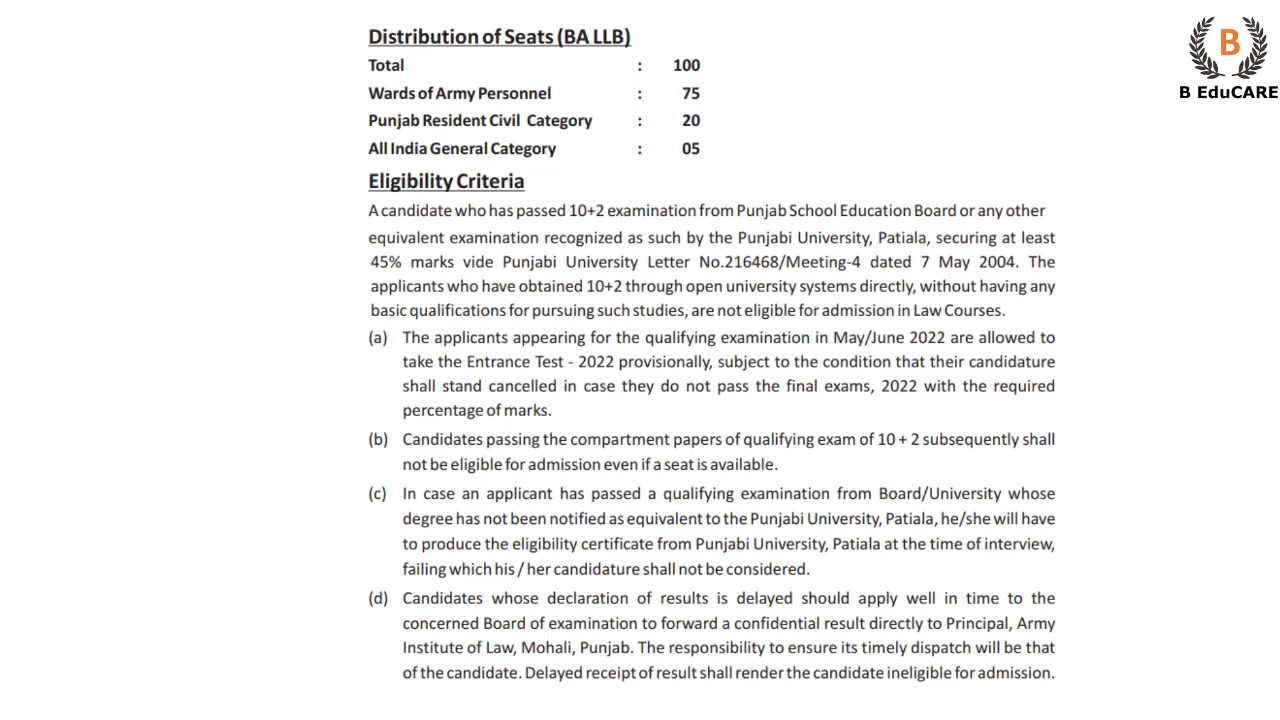 Distribution of Seats (BA LLB)
Total : 100
Wards of Army Personnel : 75
Punjab Resident Civil Category : 20
All India General Category : 05
B
B EduCARE
Eligibility Criteria
A candidate who has passed 10+2 examination from Punjab School Education Board or any other
equivalent examination recognized as such by the Punjabi University, Patiala, securing at least
45% marks vide Punjabi University Letter No.216468/Meeting-4 dated 7 May 2004. The
applicants who have obtained 10+2 through open university systems directly, without having any
basic qualifications for pursuing such studies, are not eligible for admission in Law Courses.
(a) The applicants appearing for the qualifying examination in May/June 2022 are allowed to
take the Entrance Test - 2022 provisionally, subject to the condition that their candidature
shall stand cancelled in case they do not pass the final exams, 2022 with the required
percentage of marks.
(b) Candidates passing the compartment papers of qualifying exam of 10 + 2 subsequently shall
not be eligible for admission even if a seat is available.
(c) In case an applicant has passed a qualifying examination from Board/University whose
degree has not been notified as equivalent to the Punjabi University, Patiala, he/she will have
to produce the eligibility certificate from Punjabi University, Patiala at the time of interview,
failing which his / her candidature shall not be considered.
(d) Candidates whose declaration of results is delayed should apply well in time to the
concerned Board of examination to forward a confidential result directly to Principal, Army
Institute of Law, Mohali, Punjab. The responsibility to ensure its timely dispatch will be that
of the candidate. Delayed receipt of result shall render the candidate ineligible for admission.